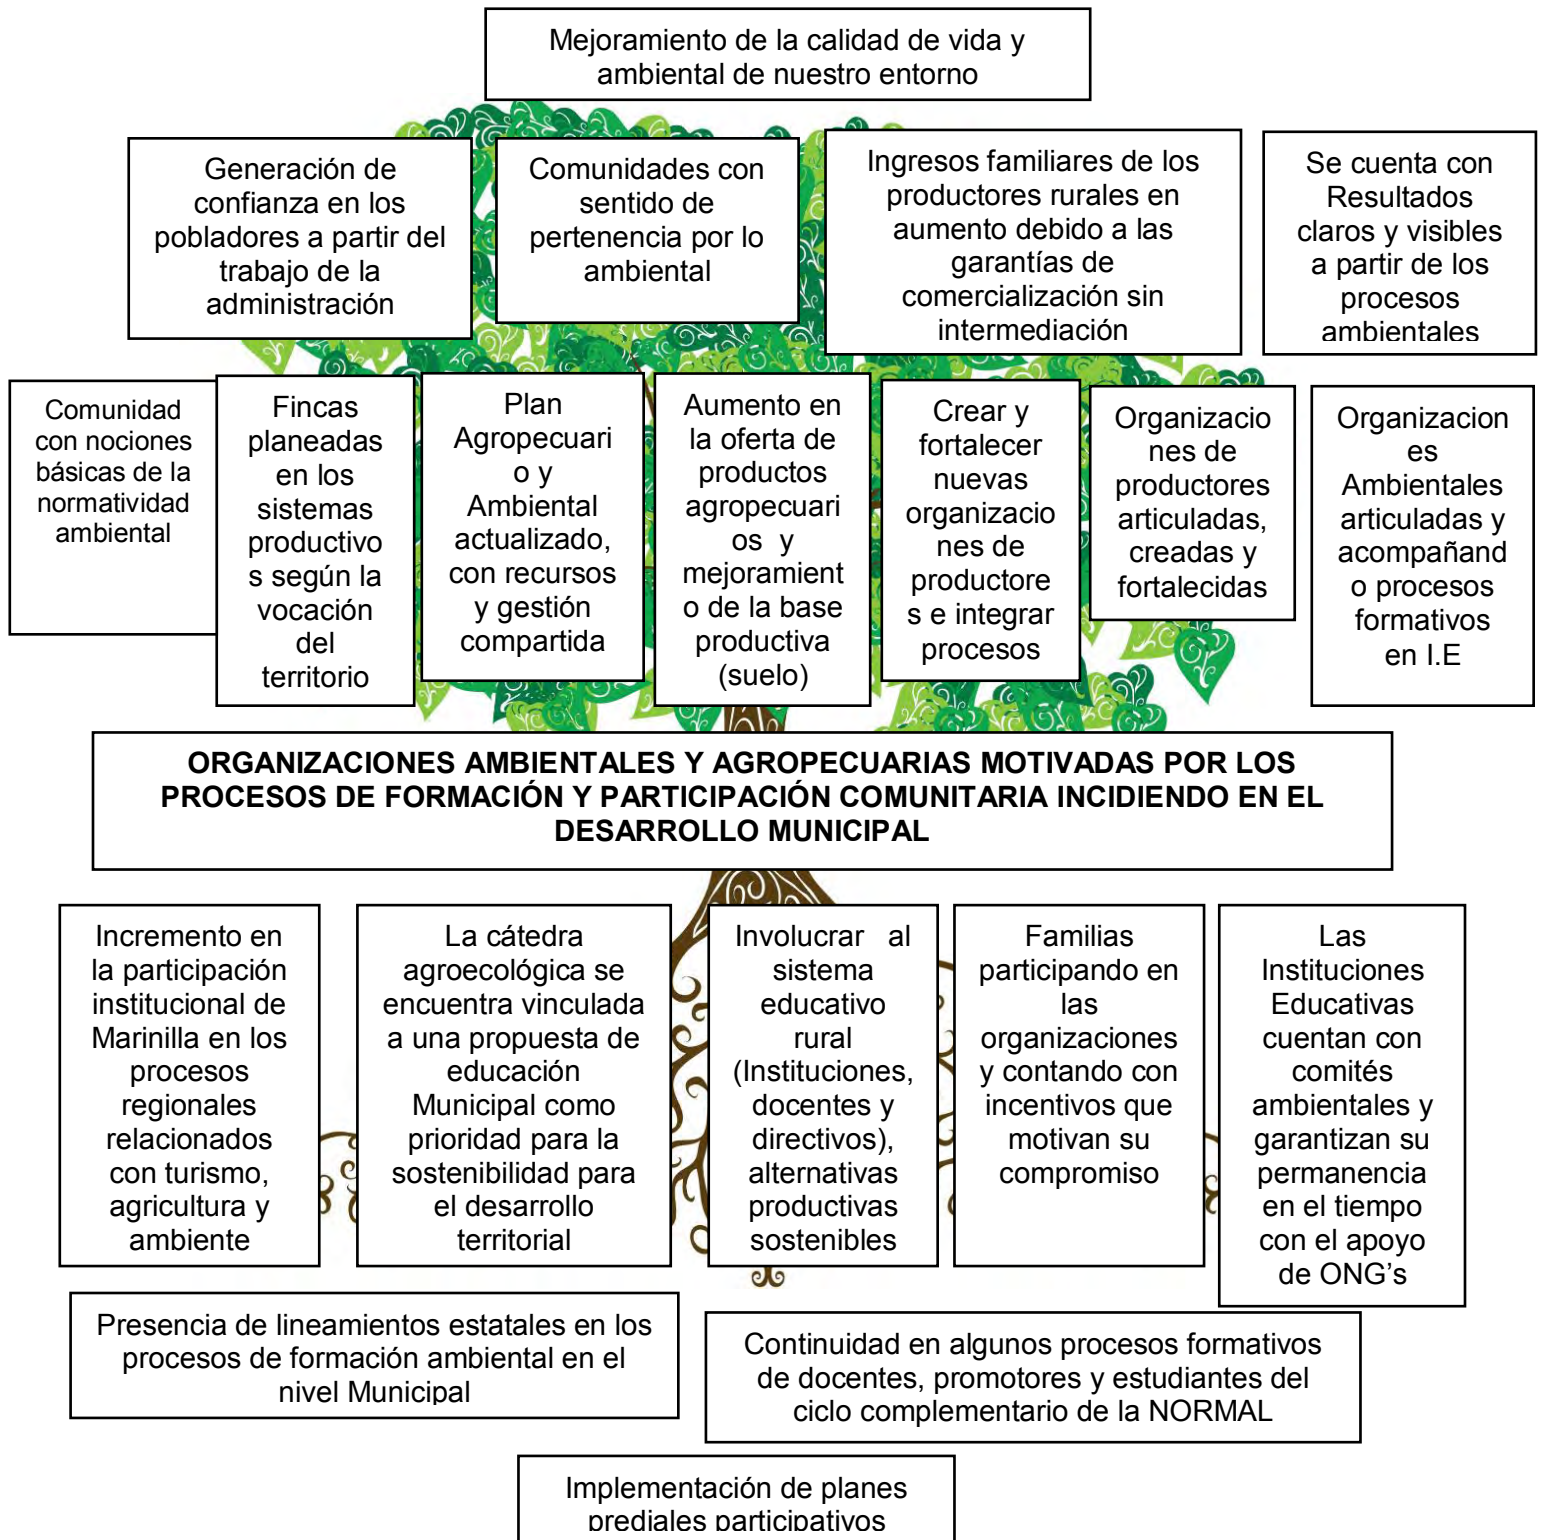 Mejoramiento de la calidad de vida y
ambiental de nuestro entorno
Generación de
confianza en los
pobladores a partir del
trabajo de la
administración
Comunidades con
sentido de
pertenencia por lo
ambiental
Ingresos familiares de los
productores rurales en
aumento debido a las
garantías de
comercialización sin
intermediación
Se cuenta con
Resultados
claros y visibles
a partir de los
procesos
ambientales
Comunidad
con nociones
básicas de la
normatividad
ambiental
Fincas
planeadas
en los
sistemas
productivo
s según la
vocación
del
territorio
Plan
Agropecuari
o y
Ambiental
actualizado,
con recursos
y gestión
compartida
Aumento en
la oferta de
productos
agropecuari
os y
mejoramient
o de la base
productiva
(suelo)
Crear y
fortalecer
nuevas
organizacio
nes de
productore
s e integrar
procesos
Organizacio
nes de
productores
articuladas,
creadas y
fortalecidas
Organizacion
es
Ambientales
articuladas y
acompañand
o procesos
formativos
en I.E
ORGANIZACIONES AMBIENTALES Y AGROPECUARIAS MOTIVADAS POR LOS
PROCESOS DE FORMACIÓN Y PARTICIPACIÓN COMUNITARIA INCIDIENDO EN EL
DESARROLLO MUNICIPAL
Incremento en
la participación
institucional de
Marinilla en los
procesos
regionales
relacionados
con turismo,
agricultura y
ambiente
La cátedra
agroecológica se
encuentra vinculada
a una propuesta de
educación
Municipal como
prioridad para la
sostenibilidad para
el desarrollo
territorial
Involucrar al
sistema
educativo
rural
(Instituciones,
docentes y
directivos),
alternativas
productivas
sostenibles
Familias
participando en
las
organizaciones
y contando con
incentivos que
motivan su
compromiso
Las
Instituciones
Educativas
cuentan con
comités
ambientales y
garantizan su
permanencia
en el tiempo
con el apoyo
de ONG's
Presencia de lineamientos estatales en los
procesos de formación ambiental en el
nivel Municipal
Continuidad en algunos procesos formativos
de docentes, promotores y estudiantes del
ciclo complementario de la NORMAL
Implementación de planes
prediales participativos